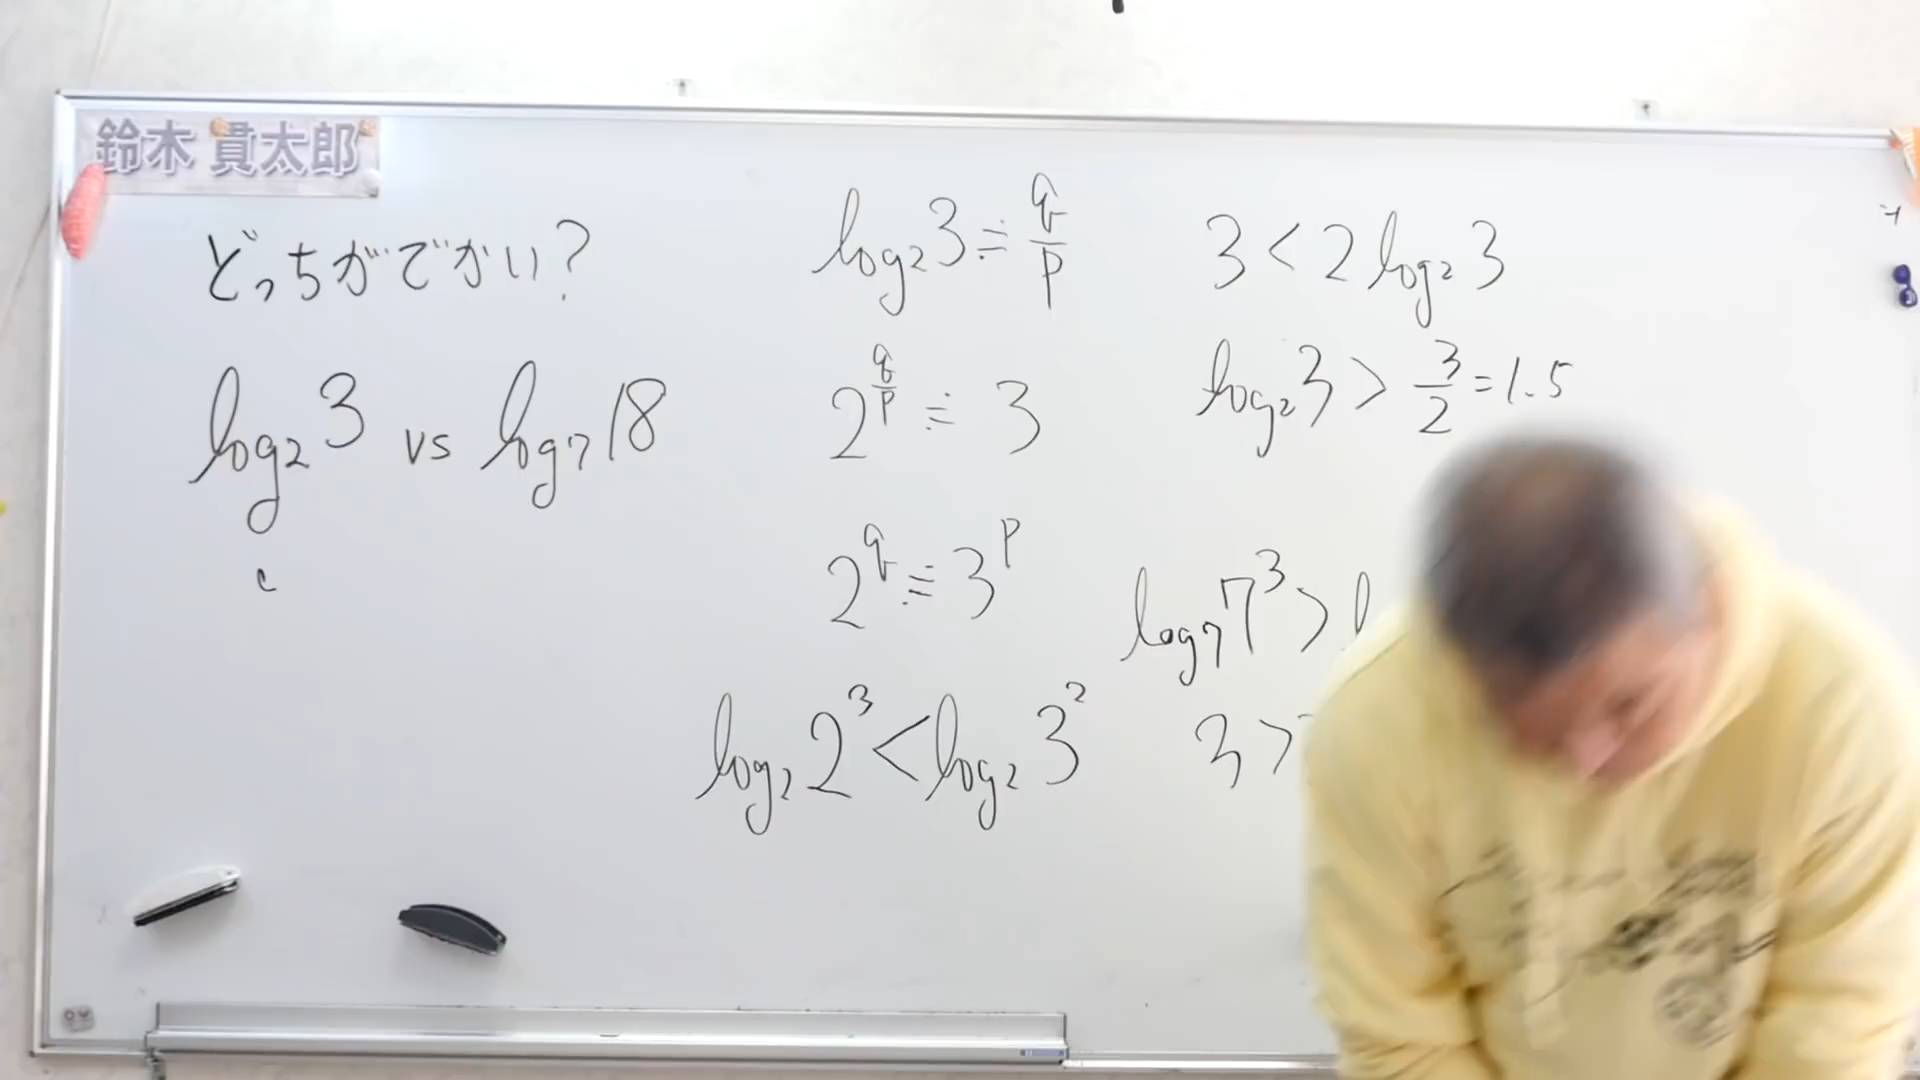 鈴木 貫太郎
どっちがでかい?
log₂3 vs log₇18
log₂3 ≒ q/p
2^(q/p) ≒ 3
2^q ≒ 3^p
log₂2³ < log₂3²
3 < 2log₂3
log₂3 > 3/2 = 1.5
log₇7³ > l
3 >